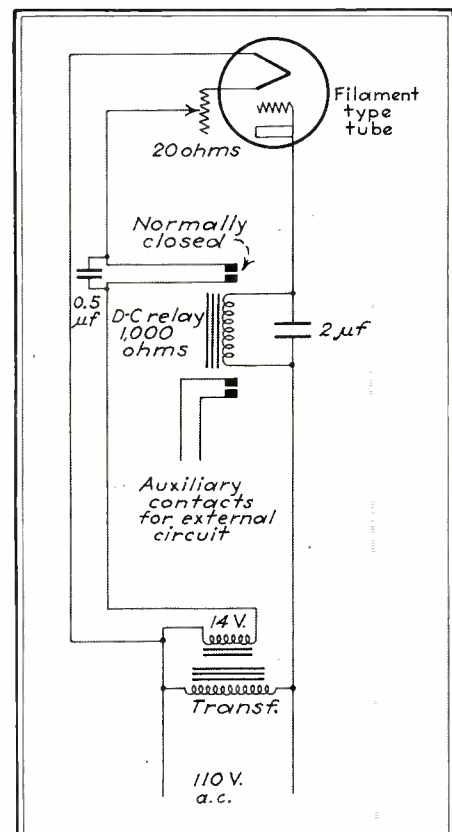 Filament
type
tube
20 ohms
Normally
closed
0.5
µf
D-C relay
1,000
ohms
2 µf
Auxiliary
contacts
for external
circuit
14 V.
Transf.
110 V.
a.c.